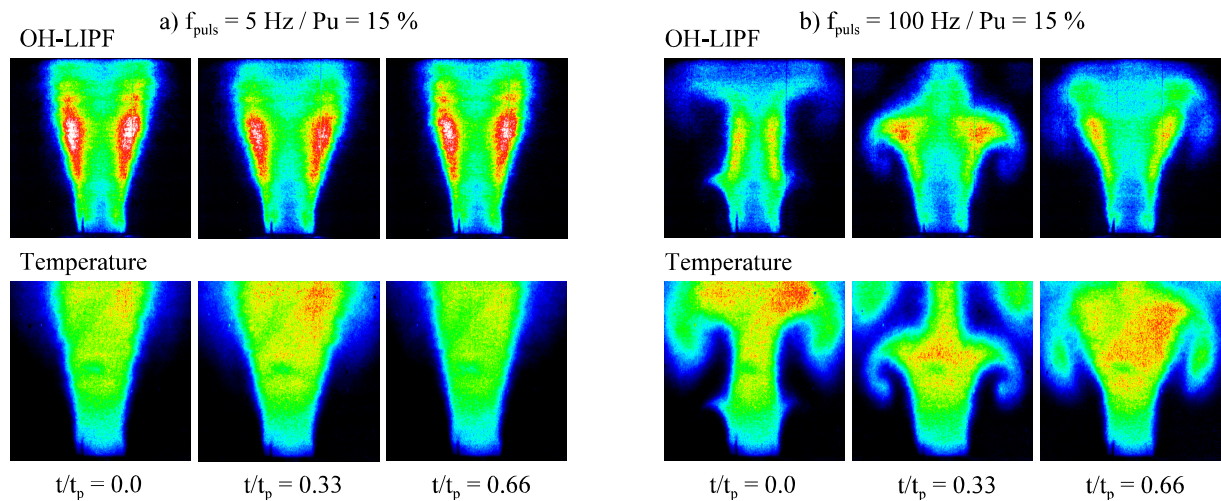 a) f_puls = 5 Hz / Pu = 15 %
OH-LIPF
Temperature
t/t_p = 0.0 t/t_p = 0.33 t/t_p = 0.66
b) f_puls = 100 Hz / Pu = 15 %
OH-LIPF
Temperature
t/t_p = 0.0 t/t_p = 0.33 t/t_p = 0.66